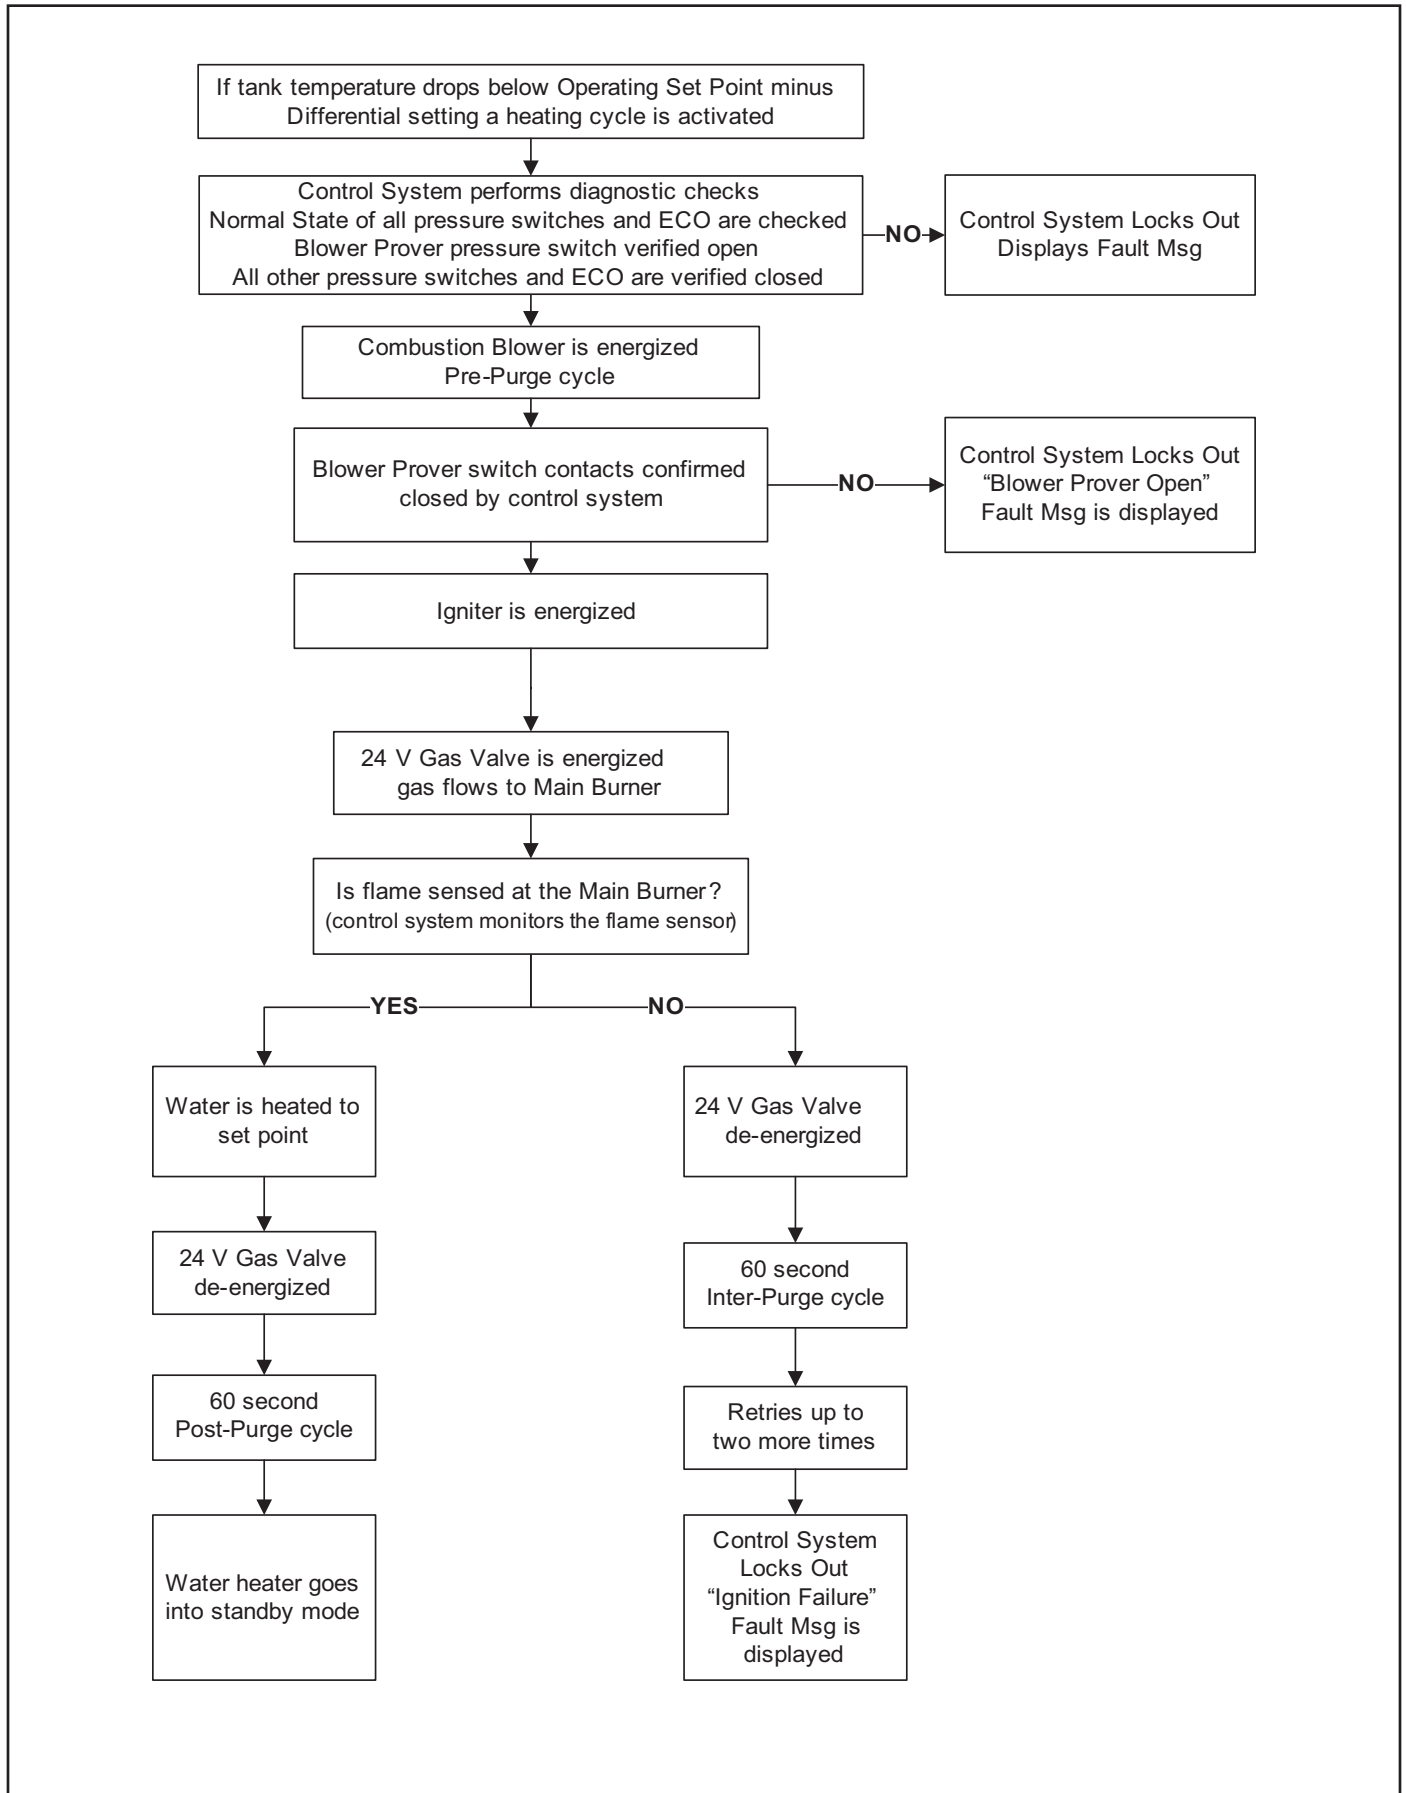 If tank temperature drops below Operating Set Point minus
Differential setting a heating cycle is activated
Control System performs diagnostic checks
Normal State of all pressure switches and ECO are checked
Blower Prover pressure switch verified open
All other pressure switches and ECO are verified closed
NO
Control System Locks Out
Displays Fault Msg
Combustion Blower is energized
Pre-Purge cycle
Blower Prover switch contacts confirmed
closed by control system
NO
Control System Locks Out
“Blower Prover Open”
Fault Msg is displayed
Igniter is energized
24 V Gas Valve is energized
gas flows to Main Burner
Is flame sensed at the Main Burner?
(control system monitors the flame sensor)
YES
NO
Water is heated to
set point
24 V Gas Valve
de-energized
60 second
Post-Purge cycle
Water heater goes
into standby mode
24 V Gas Valve
de-energized
60 second
Inter-Purge cycle
Retries up to
two more times
Control System
Locks Out
“Ignition Failure”
Fault Msg is
displayed